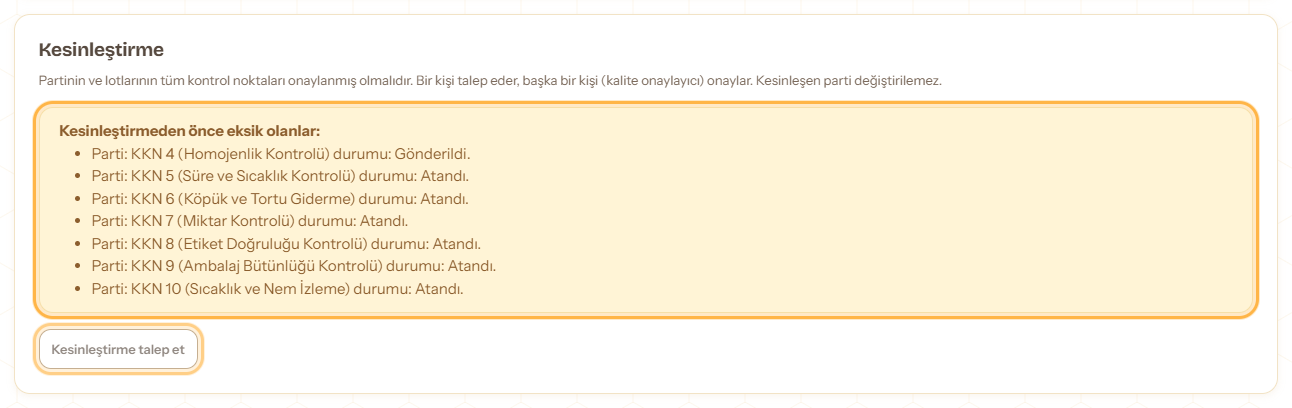 Kesinleştirme
Partinin ve lotlarının tüm kontrol noktaları onaylanmış olmalıdır. Bir kişi talep eder, başka bir kişi (kalite onaylayıcı) onaylar. Kesinleşen parti değiştirilemez.
Kesinleştirmeden önce eksik olanlar:
• Parti: KKN 4 (Homojenlik Kontrolü) durumu: Gönderildi.
• Parti: KKN 5 (Süre ve Sıcaklık Kontrolü) durumu: Atandı.
• Parti: KKN 6 (Köpük ve Tortu Giderme) durumu: Atandı.
• Parti: KKN 7 (Miktar Kontrolü) durumu: Atandı.
• Parti: KKN 8 (Etiket Doğruluğu Kontrolü) durumu: Atandı.
• Parti: KKN 9 (Ambalaj Bütünlüğü Kontrolü) durumu: Atandı.
• Parti: KKN 10 (Sıcaklık ve Nem İzleme) durumu: Atandı.
Kesinleştirme talep et